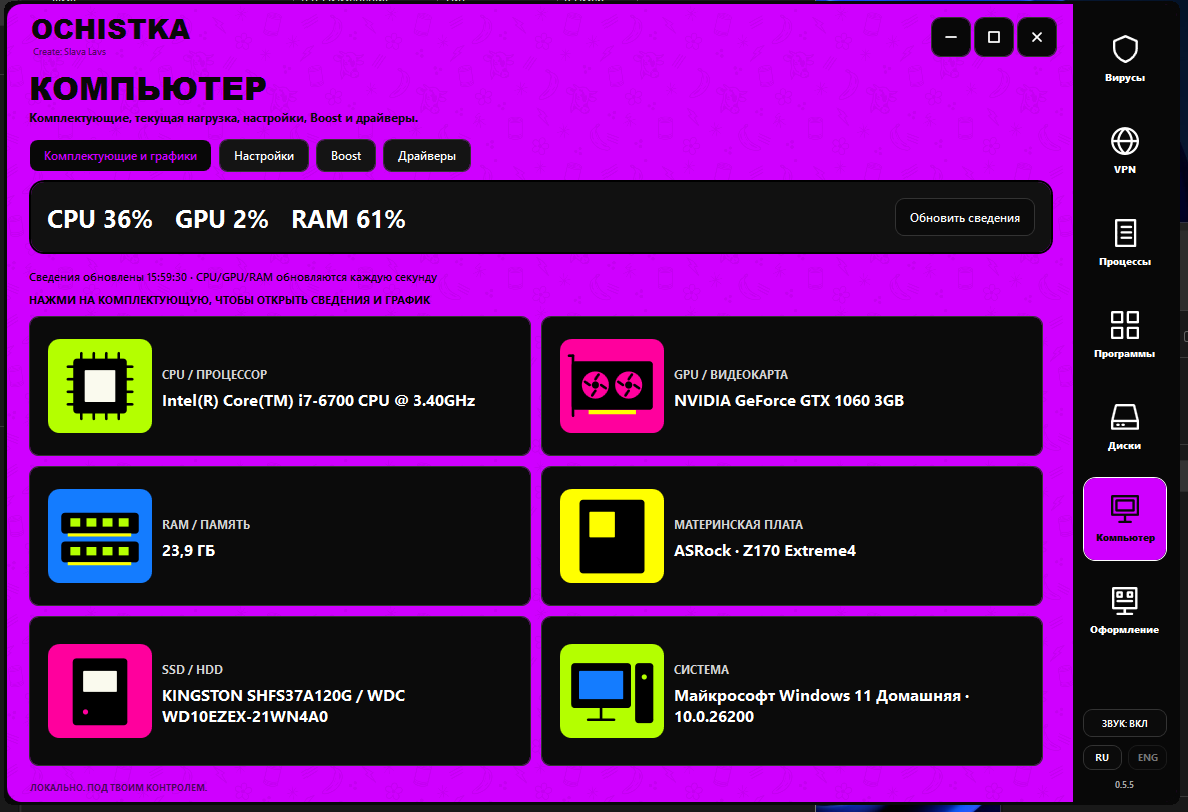 OCHISTKA
Create: Slava Lavs
КОМПЬЮТЕР
Комплектующие, текущая нагрузка, настройки, Boost и драйверы.
Комплектующие и графики
Настройки
Boost
Драйверы
CPU 36% GPU 2% RAM 61%
Обновить сведения
Сведения обновлены 15:59:30 · CPU/GPU/RAM обновляются каждую секунду
НАЖМИ НА КОМПЛЕКТУЮЩУЮ, ЧТОБЫ ОТКРЫТЬ СВЕДЕНИЯ И ГРАФИК
CPU / ПРОЦЕССОР
Intel(R) Core(TM) i7-6700 CPU @ 3.40GHz
GPU / ВИДЕОКАРТА
NVIDIA GeForce GTX 1060 3GB
RAM / ПАМЯТЬ
23,9 ГБ
МАТЕРИНСКАЯ ПЛАТА
ASRock · Z170 Extreme4
SSD / HDD
KINGSTON SHFS37A120G / WDC
WD10EZEX-21WN4A0
СИСТЕМА
Майкрософт Windows 11 Домашняя ·
10.0.26200
ЛОКАЛЬНО. ПОД ТВОИМ КОНТРОЛЕМ.
Вирусы
VPN
Процессы
Программы
Диски
Компьютер
Оформление
ЗВУК: ВКЛ
RU
ENG
0.5.5